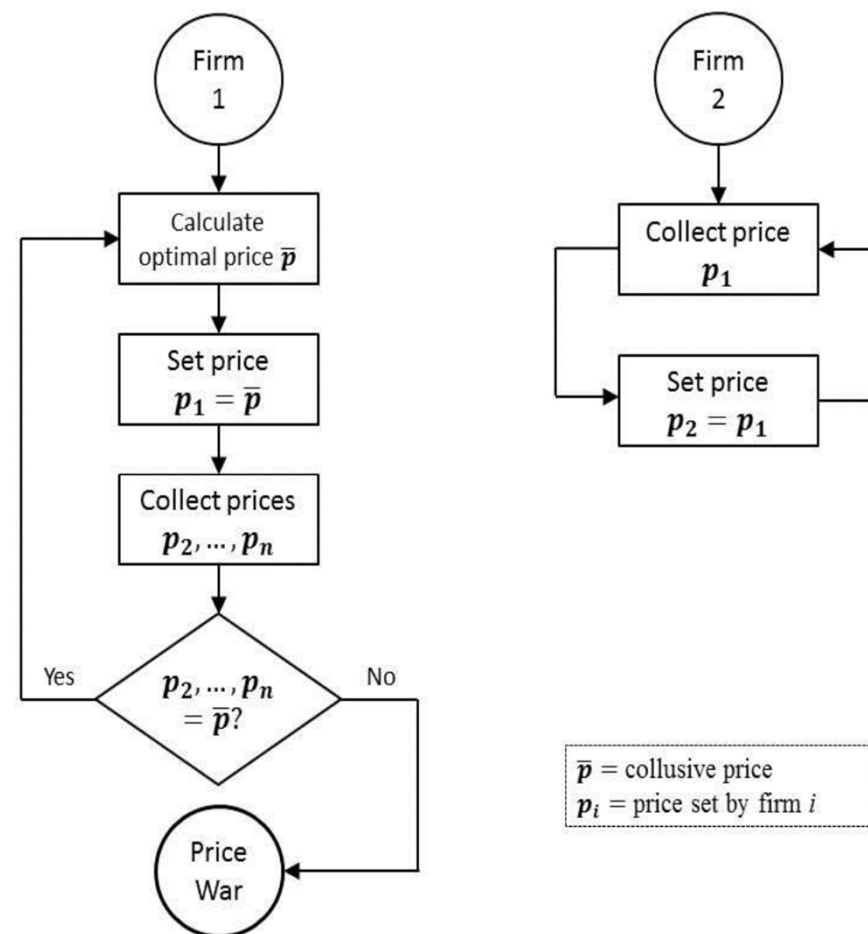 Firm
1
Calculate
optimal price p̄
Set price
p₁ = p̄
Collect prices
p₂, ..., pₙ
Yes
p₂, ..., pₙ
= p̄?
No
Price
War
Firm
2
Collect price
p₁
Set price
p₂ = p₁
p̄ = collusive price
pᵢ = price set by firm i